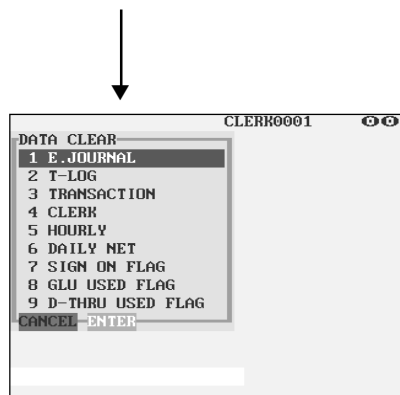 CLERK0001 00
DATA CLEAR
1 E.JOURNAL
2 T-LOG
3 TRANSACTION
4 CLERK
5 HOURLY
6 DAILY NET
7 SIGN ON FLAG
8 GLU USED FLAG
9 D-THRU USED FLAG
CANCEL ENTER